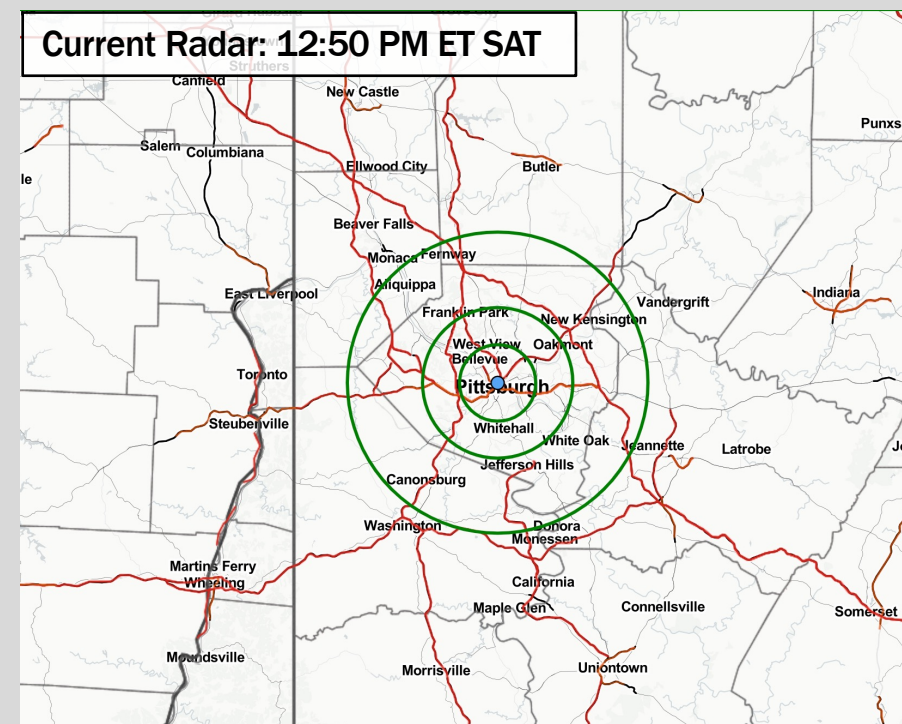 Current Radar: 12:50 PM ET SAT
Struthers
Canfield
New Castle
Punxs
Salem
Columbiana
Ellwood City
Butler
le
Beaver Falls
Monaca
Fernway
Aliquippa
East Liverpool
Indiana
Vandergrift
Franklin Park
New Kensington
West View
Oakmont
Bellevue
Toronto
Pittsburgh
Steubenville
Whitehall
White Oak
Jeannette
Latrobe
Je
Jefferson Hills
Canonsburg
Washington
Donora
Monessen
Martins Ferry
Wheeling
California
Maple Glen
Connellsville
Somerset
Moundsville
Morrisville
Uniontown